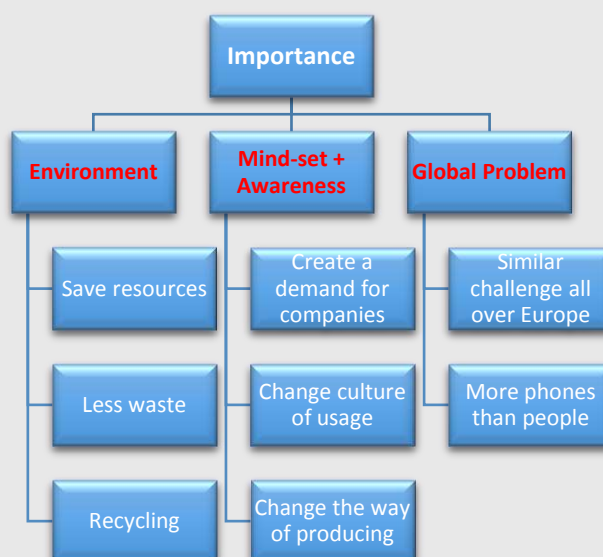 Importance
Environment
Mind-set +
Awareness
Global Problem
Save resources
Less waste
Recycling
Create a
demand for
companies
Change culture
of usage
Change the way
of producing
Similar
challenge all
over Europe
More phones
than people